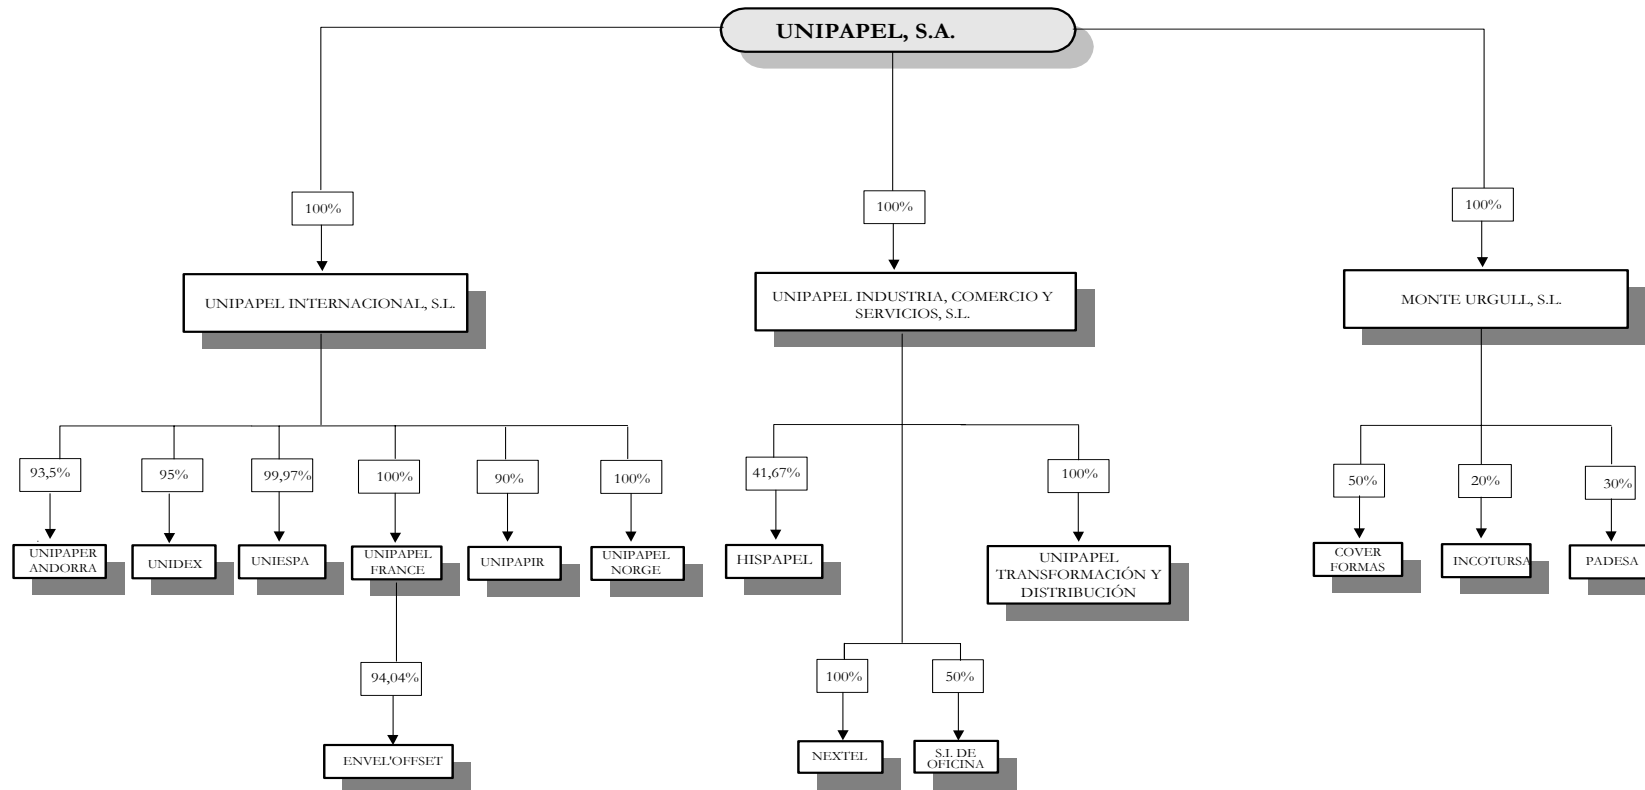 UNIPAPEL, S.A.
100%
100%
100%
UNIPAPEL INTERNACIONAL, S.L.
UNIPAPEL INDUSTRIA, COMERCIO Y
SERVICIOS, S.L.
MONTE URGULL, S.L.
93,5%
95%
99,97%
100%
90%
100%
41,67%
100%
50%
20%
30%
UNIPAPER
ANDORRA
UNIDEX
UNIESPA
UNIPAPEL
FRANCE
UNIPAPIR
UNIPAPEL
NORGE
HISPAPEL
UNIPAPEL
TRANSFORMACIÓN Y
DISTRIBUCIÓN
COVER
FORMAS
INCOTURSA
PADESA
94,04%
100%
50%
ENVEL'OFFSET
NEXTEL
S.I. DE
OFICINA